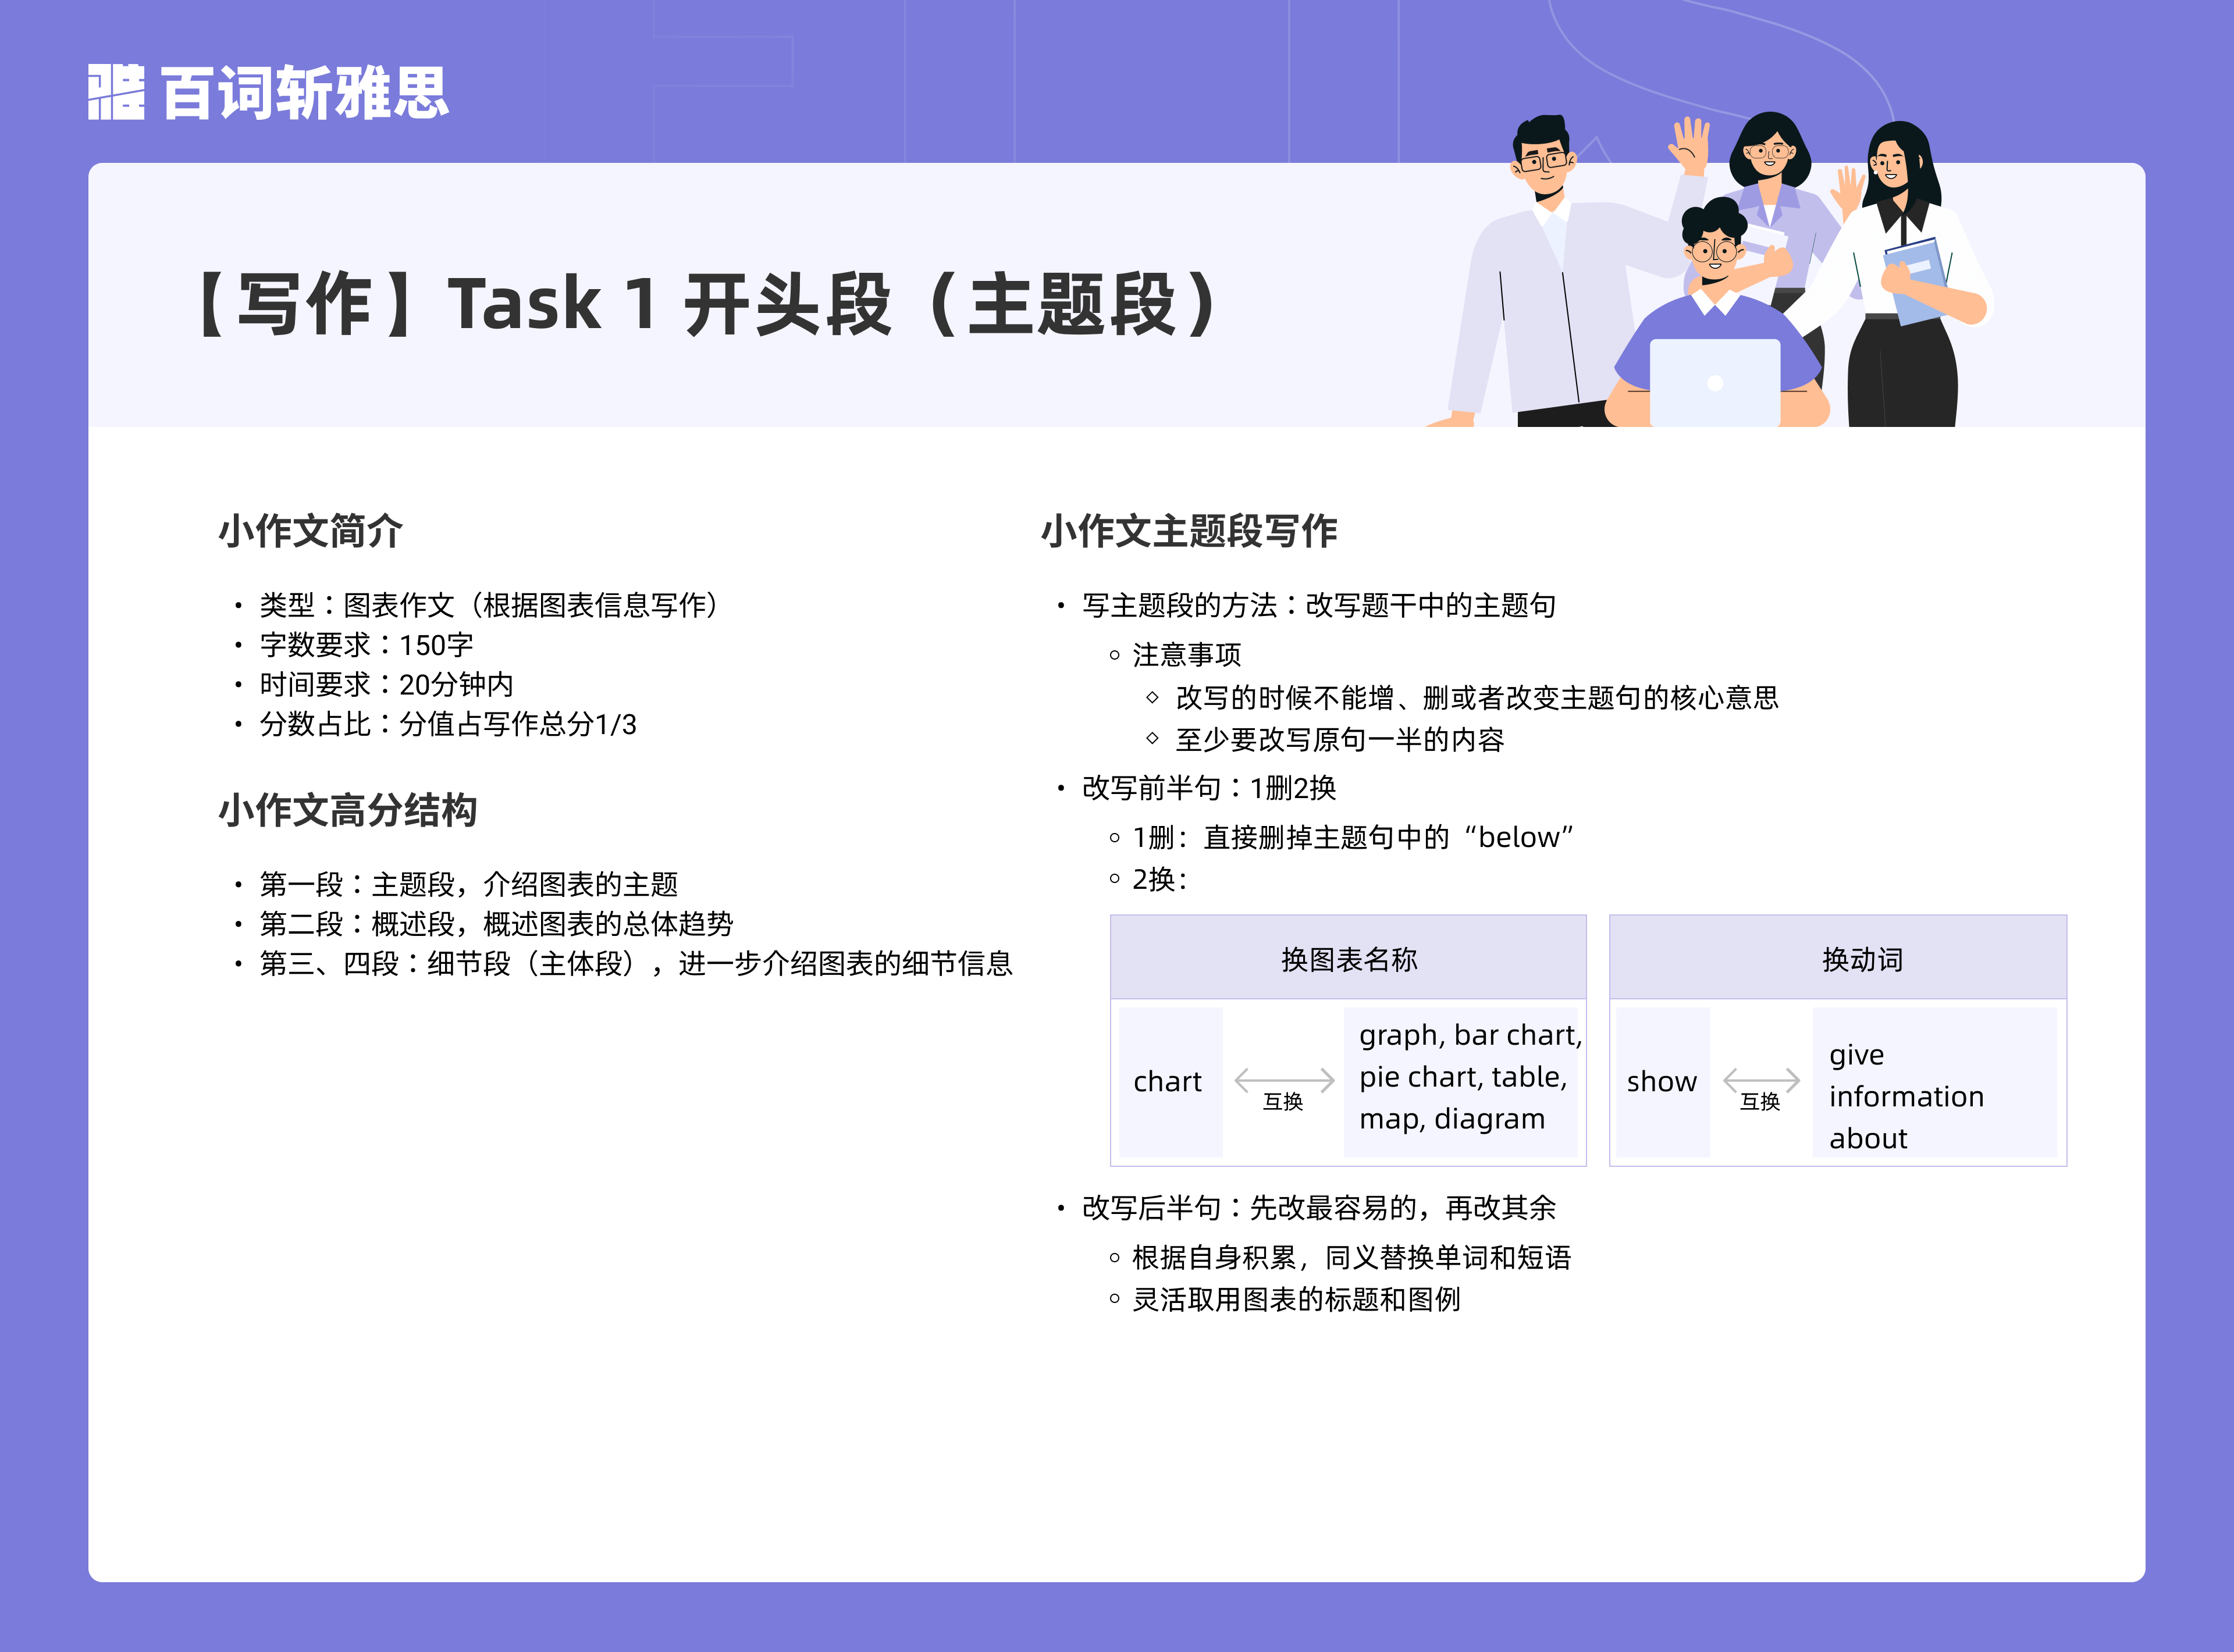 百词斩雅思
【写作】Task 1 开头段（主题段）
小作文简介
• 类型：图表作文（根据图表信息写作）
• 字数要求：150字
• 时间要求：20分钟内
• 分数占比：分值占写作总分1/3
小作文高分结构
• 第一段：主题段，介绍图表的主题
• 第二段：概述段，概述图表的总体趋势
• 第三、四段：细节段（主体段），进一步介绍图表的细节信息
小作文主题段写作
• 写主题段的方法：改写题干中的主题句
○ 注意事项
◇ 改写的时候不能增、删或者改变主题句的核心意思
◇ 至少要改写原句一半的内容
• 改写前半句：1删2换
○ 1删：直接删掉主题句中的“below”
○ 2换：
换图表名称
chart
互换
graph, bar chart,
pie chart, table,
map, diagram
换动词
show
互换
give
information
about
• 改写后半句：先改最容易的，再改其余
○ 根据自身积累，同义替换单词和短语
○ 灵活取用图表的标题和图例